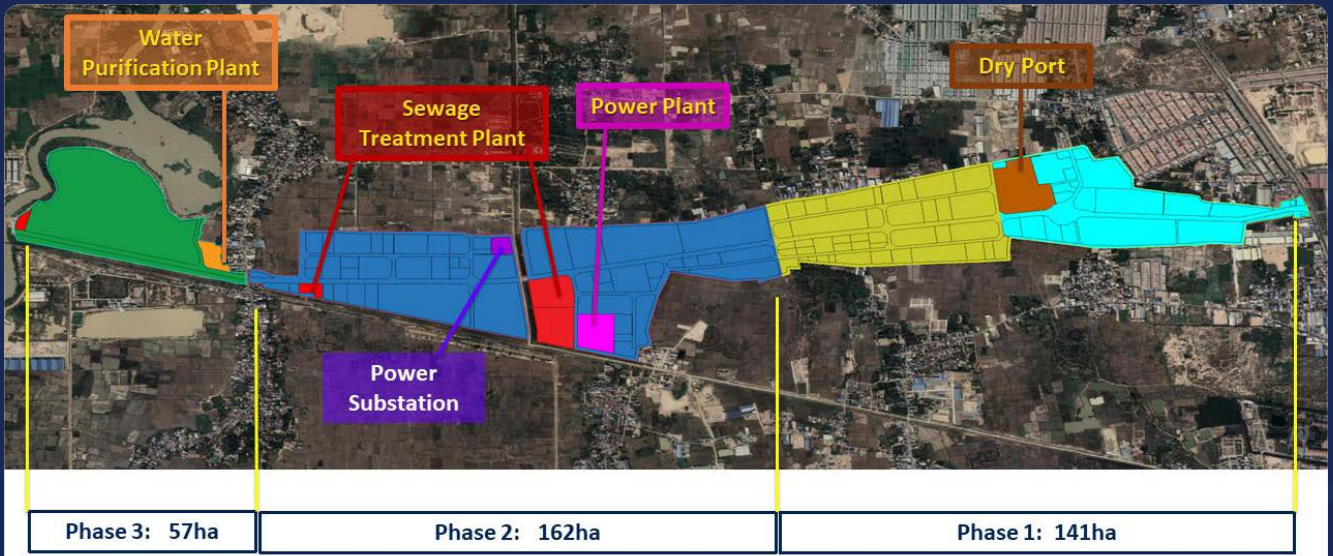 Water
Purification Plant
Dry Port
Sewage
Treatment Plant
Power Plant
Power
Substation
Phase 3: 57ha
Phase 2: 162ha
Phase 1: 141ha